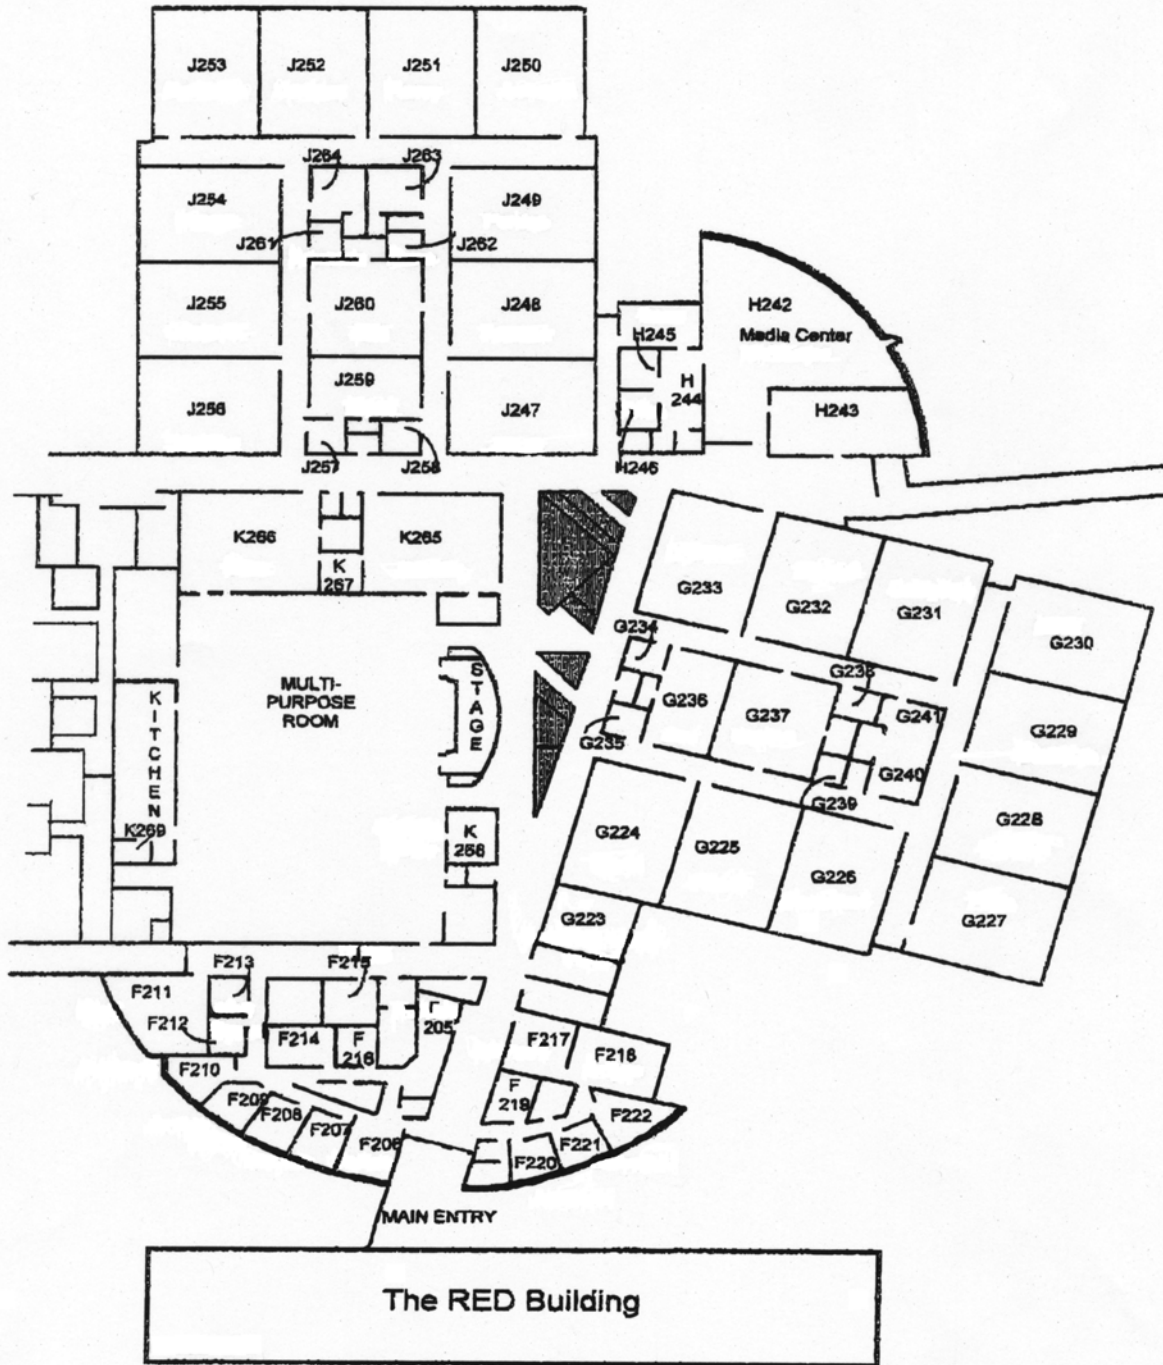 J253
J252
J251
J250
J264
J263
J254
J249
J261
J262
J255
J260
J248
H242
Media Center
H245
J259
H
244
J256
J247
H243
J257
J258
H246
K266
K265
K
267
G233
G232
G231
G234
G230
G238
MULTI-
PURPOSE
ROOM
STAGE
G236
G237
G241
G235
G229
KITCHEN
G240
G239
K269
K
268
G224
G225
G228
G226
G227
G223
F213
F215
F211
F
205
F212
F214
F
216
F217
F218
F210
F209
F208
F207
F206
F
219
F222
F221
F220
MAIN ENTRY
The RED Building